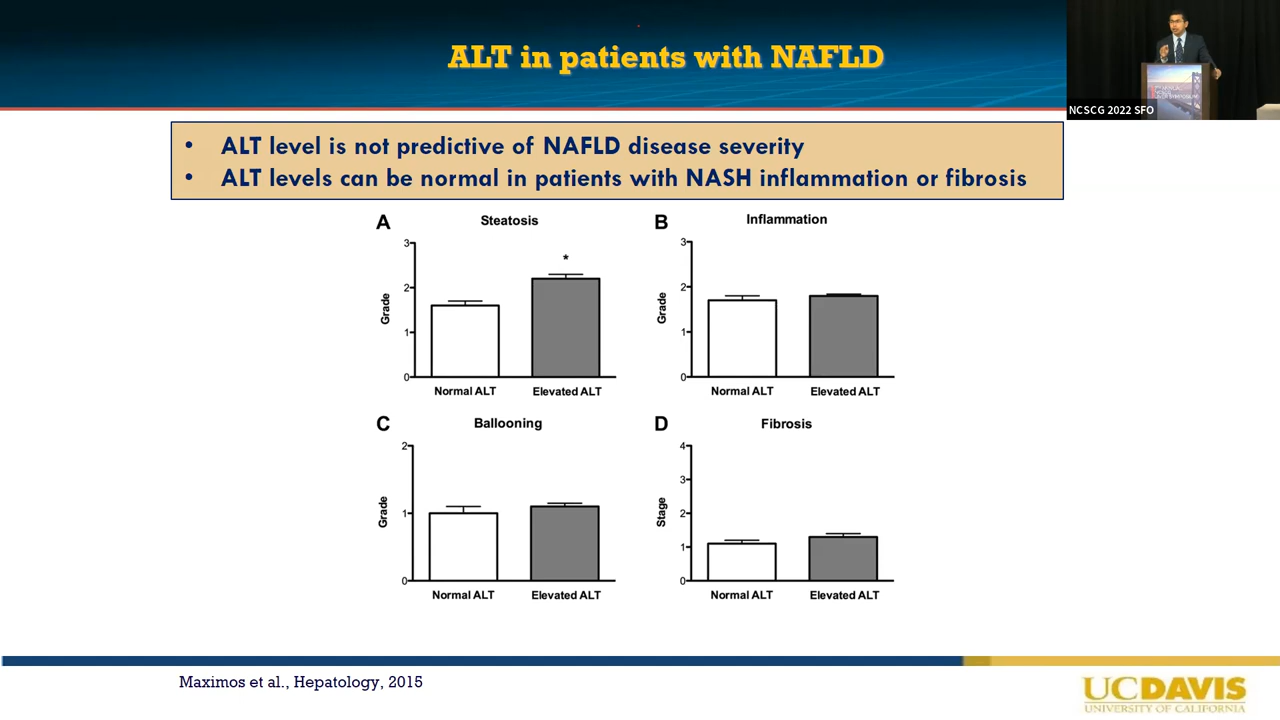 ALT in patients with NAFLD
NCSCG 2022 SFO
• ALT level is not predictive of NAFLD disease severity
• ALT levels can be normal in patients with NASH inflammation or fibrosis
A
Steatosis
*
3
2
1
0
Grade
Normal ALT
Elevated ALT
B
Inflammation
3
2
1
0
Grade
Normal ALT
Elevated ALT
C
Ballooning
2
1
0
Grade
Normal ALT
Elevated ALT
D
Fibrosis
4
3
2
1
0
Stage
Normal ALT
Elevated ALT
Maximos et al., Hepatology, 2015
UCDAVIS
UNIVERSITY OF CALIFORNIA